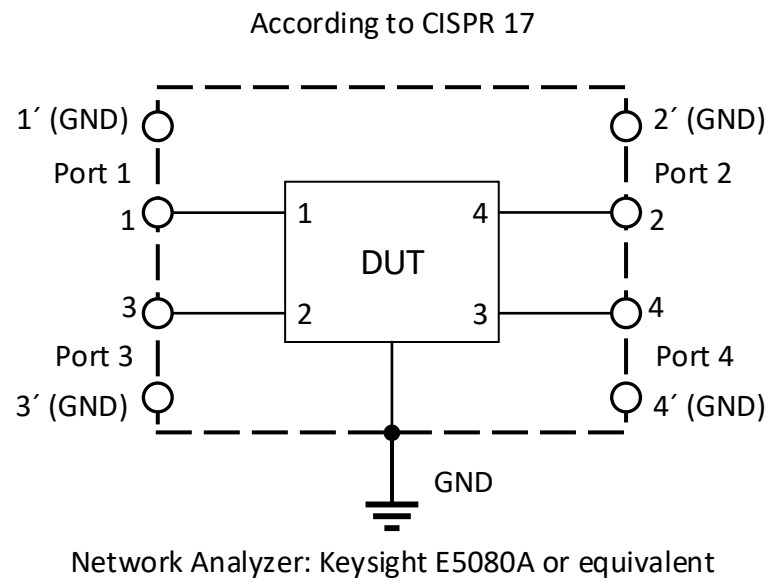 According to CISPR 17
1´ (GND) 2´ (GND)
Port 1 Port 2
1 1 4 2
DUT
3 2 3 4
Port 3 Port 4
3´ (GND) 4´ (GND)
GND
Network Analyzer: Keysight E5080A or equivalent